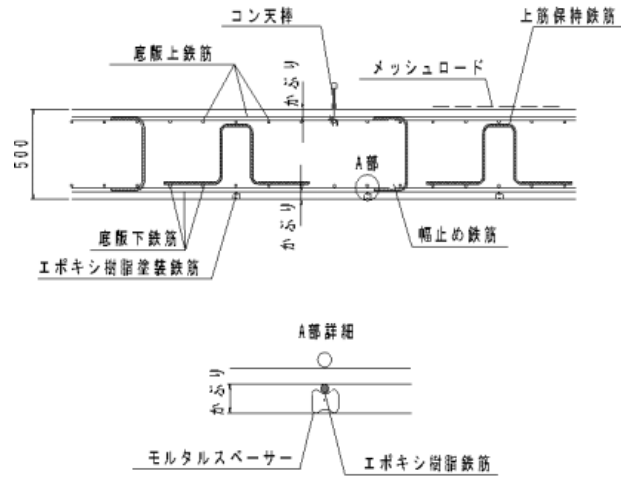 コン天棒
上筋保持鉄筋
底版上鉄筋
かぶり
メッシュロード
500
A部
底版下鉄筋
かぶり
幅止め鉄筋
エポキシ樹脂塗装鉄筋
A部詳細
かぶり
モルタルスペーサー
エポキシ樹脂鉄筋